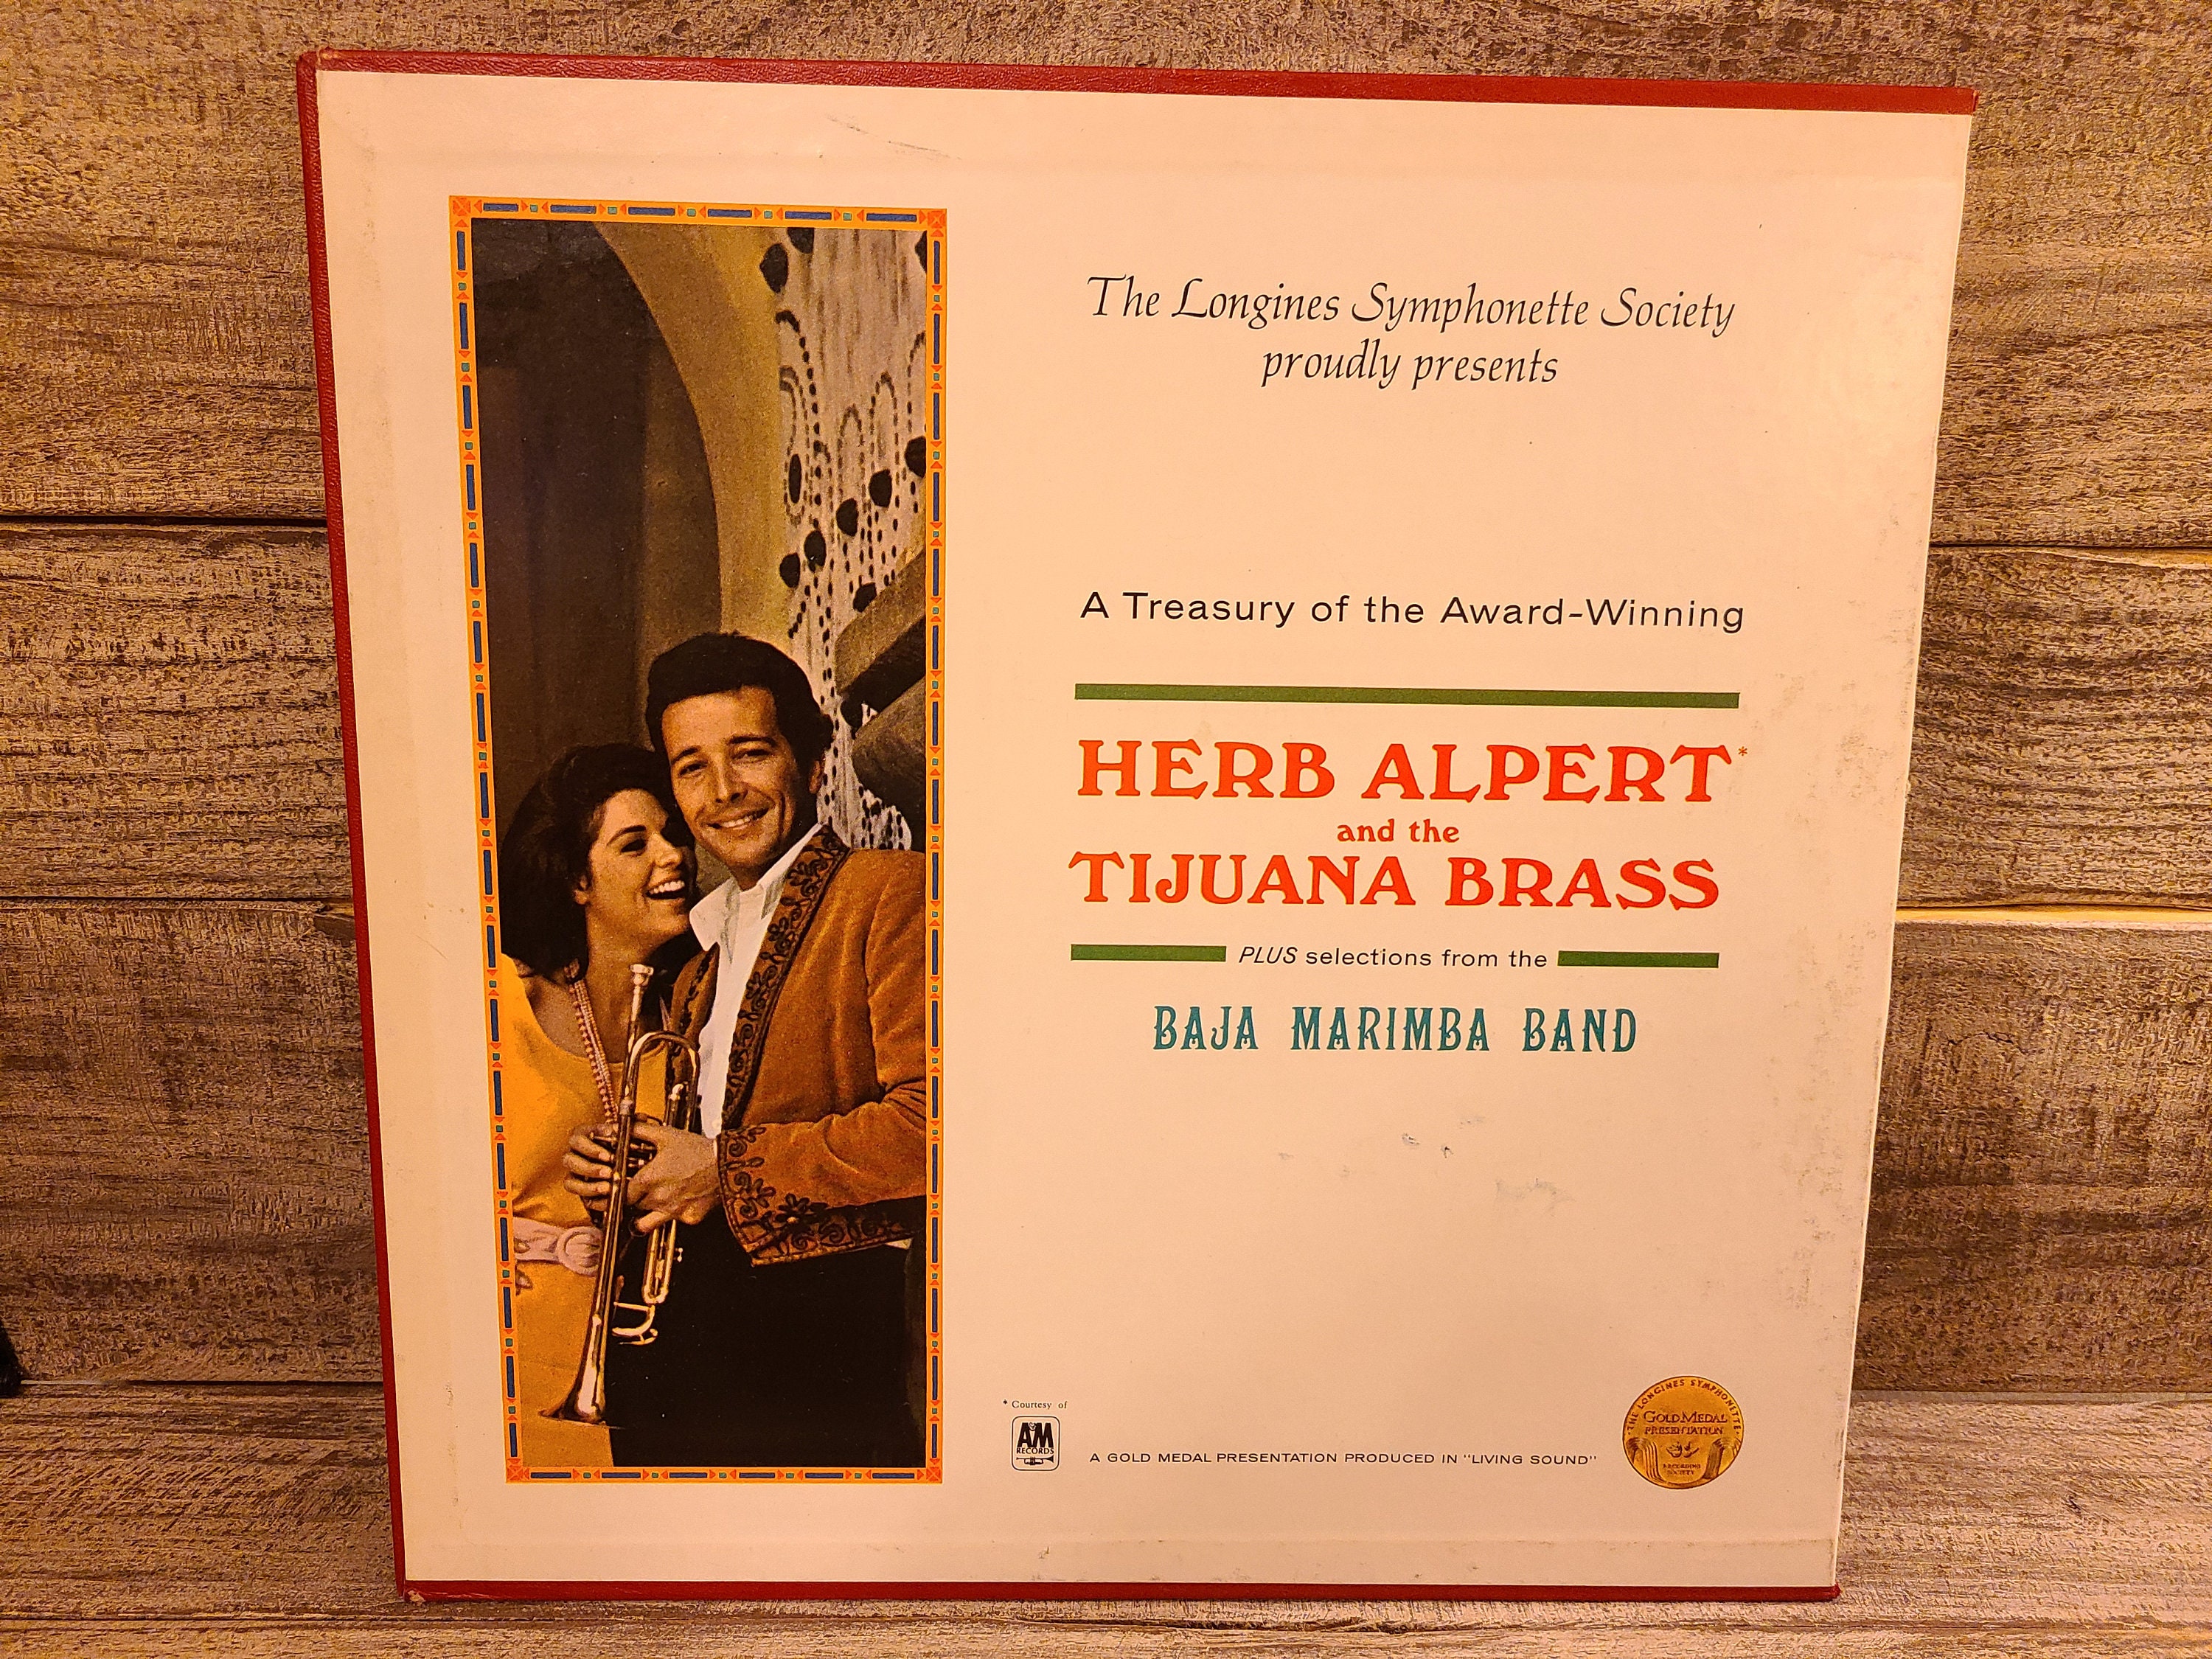 The Longines Symphonette Society
proudly presents
A Treasury of the Award-Winning
HERB ALPERT*
and the
TIJUANA BRASS
PLUS selections from the
BAJA MARIMBA BAND
* Courtesy of
A&M
RECORDS
A GOLD MEDAL PRESENTATION PRODUCED IN "LIVING SOUND"
THE LONGINES SYMPHONETTE
GOLD MEDAL
PRESENTATION
RECORDING
SOCIETY